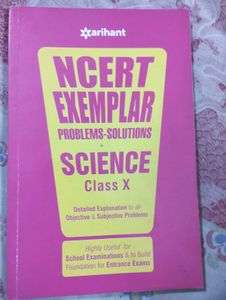 arihant
NCERT
EXEMPLAR
PROBLEMS-SOLUTIONS
SCIENCE
Class X
Detailed Explanation to all
Objective & Subjective Problems
Highly Useful for
School Examinations & to Build
Foundation for Entrance Exams